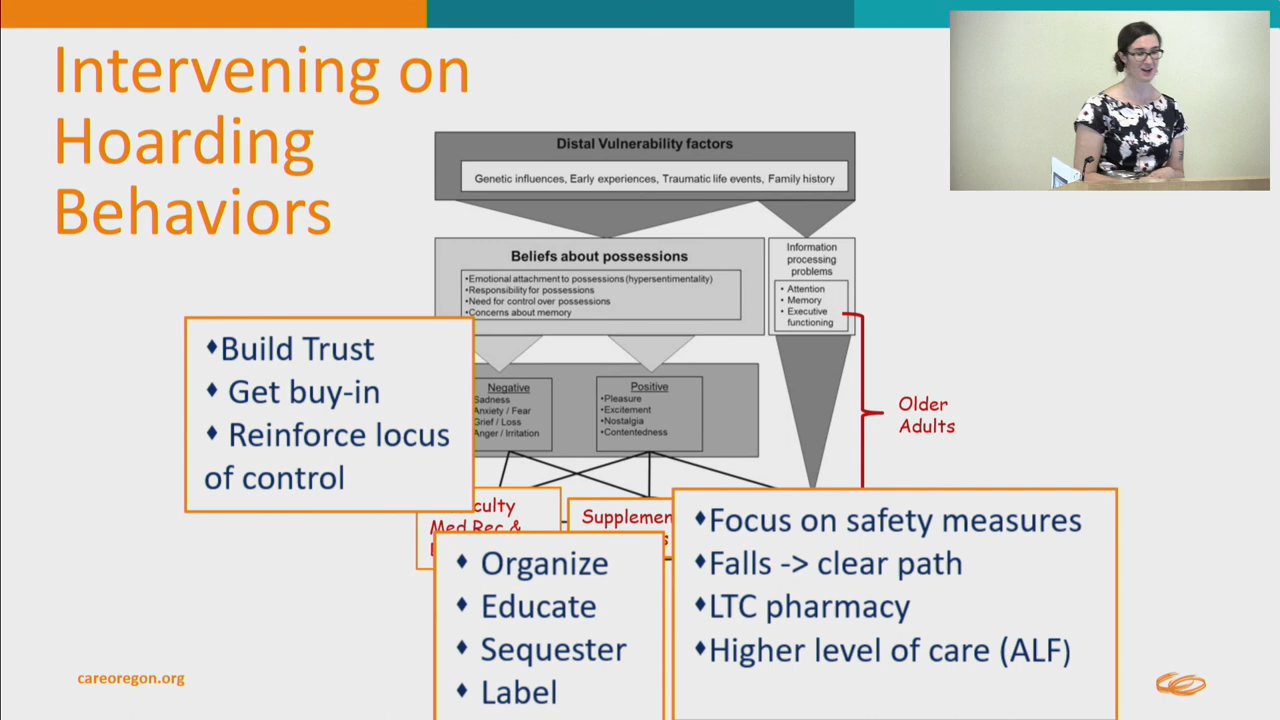 Intervening on
Hoarding
Behaviors
Distal Vulnerability factors
Genetic influences, Early experiences, Traumatic life events, Family history
Beliefs about possessions
•Emotional attachment to possessions (hypersentimentality)
•Responsibility for possessions
•Need for control over possessions
•Concerns about memory
Information
processing
problems
• Attention
• Memory
• Executive
functioning
♦Build Trust
♦ Get buy-in
♦ Reinforce locus
of control
Negative
Sadness
Anxiety / Fear
Grief / Loss
Anger / Irritation
Positive
•Pleasure
•Excitement
•Nostalgia
•Contentedness
Older
Adults
Med Rec &
♦ Organize
♦ Educate
♦ Sequester
♦ Label
♦Focus on safety measures
♦Falls -> clear path
♦LTC pharmacy
♦Higher level of care (ALF)
careoregon.org